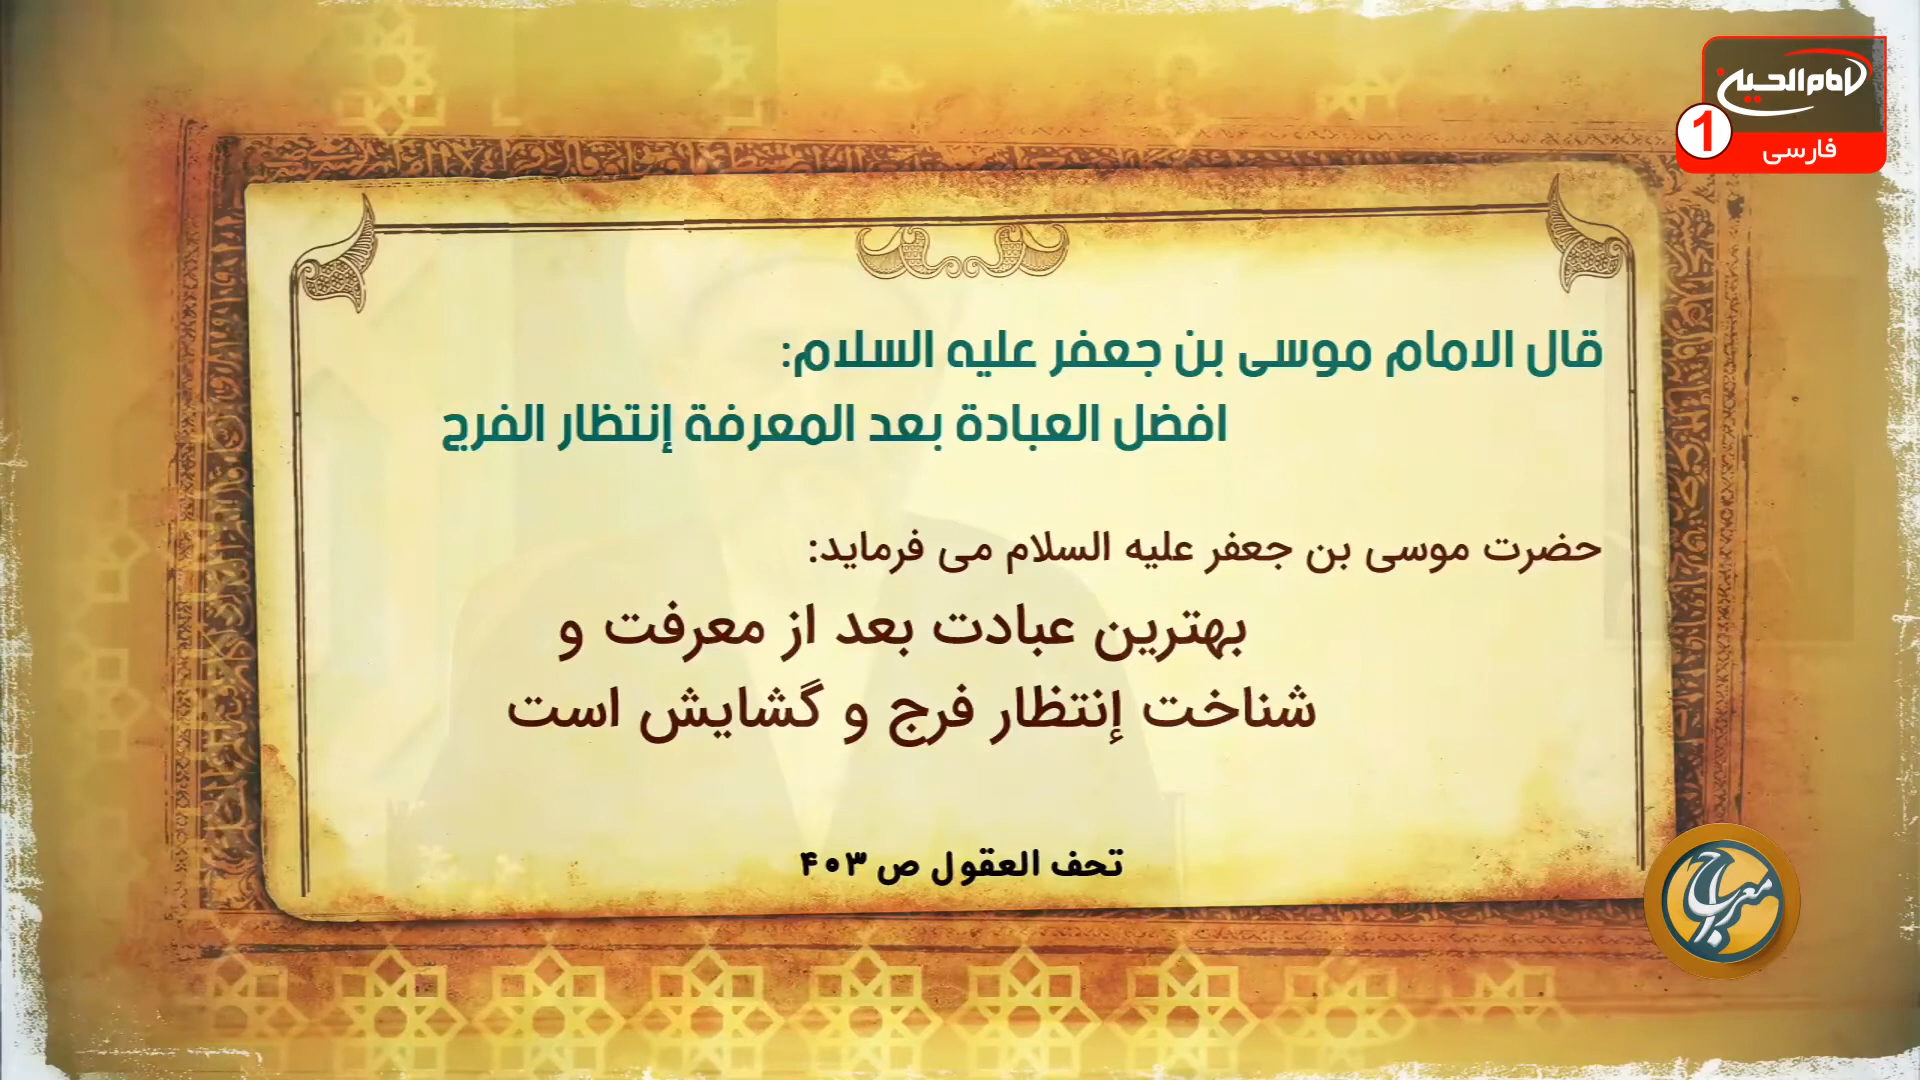 امام الحسین
1
فارسی
قال الامام موسی بن جعفر علیه السلام:
افضل العبادة بعد المعرفة إنتظار الفرج
حضرت موسی بن جعفر علیه السلام می فرماید:
بهترین عبادت بعد از معرفت و
شناخت إنتظار فرج و گشایش است
تحف العقول ص ۴۰۳
معراج